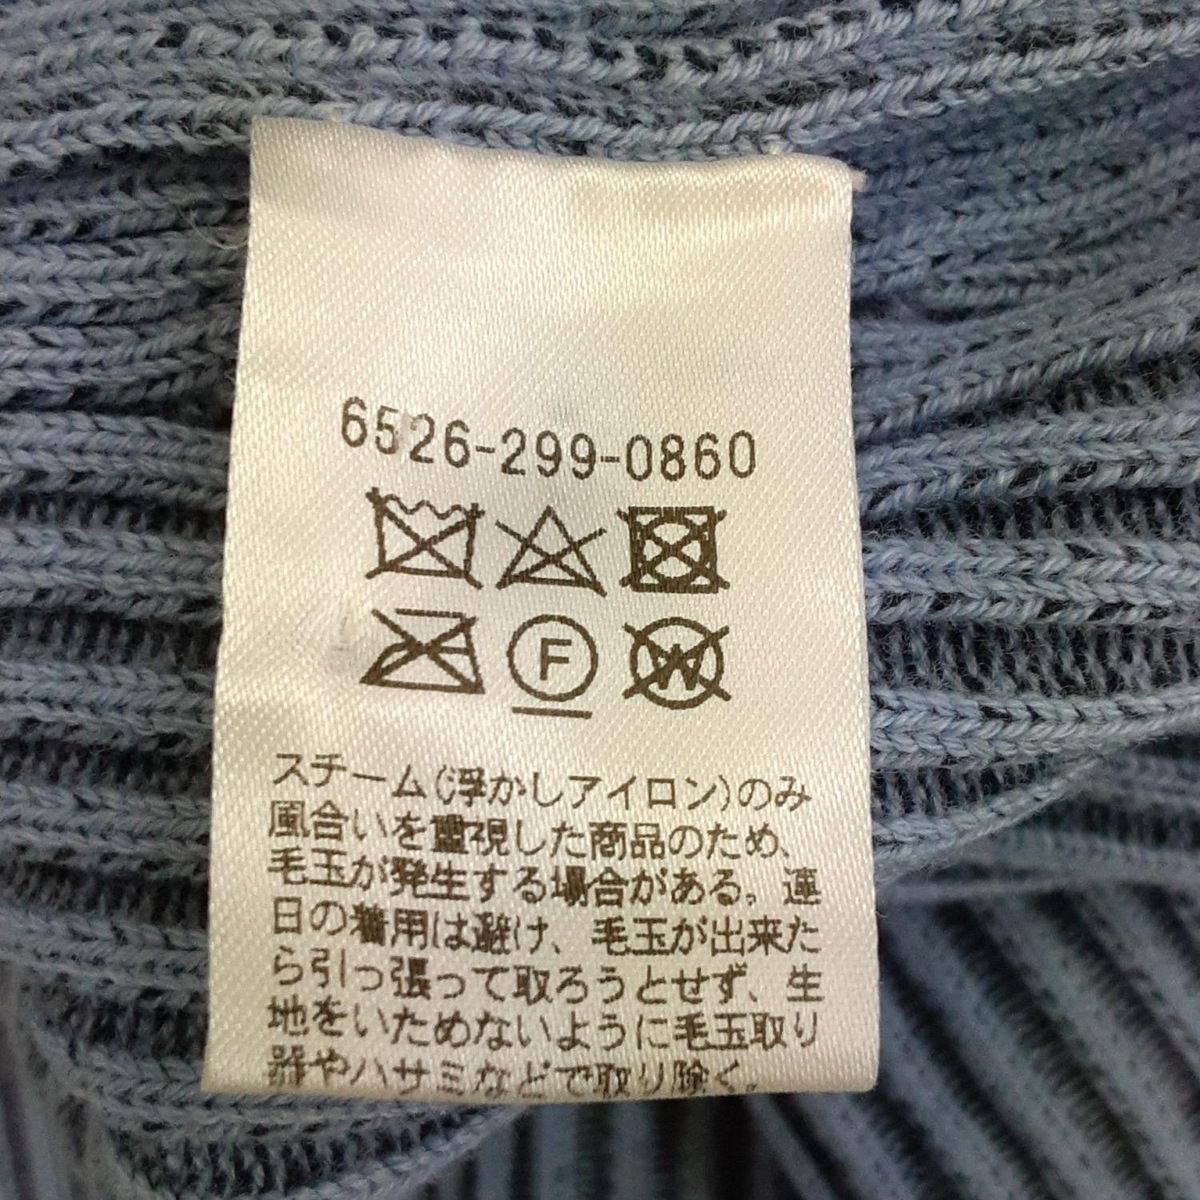 6526-299-0860
F
W
スチーム(浮かしアイロン)のみ
風合いを重視した商品のため、
毛玉が発生する場合がある。連
日の着用は避け、毛玉が出来た
ら引っ張って取ろうとせず、生
地をいためないように毛玉取り
器やハサミなどで取り除く。